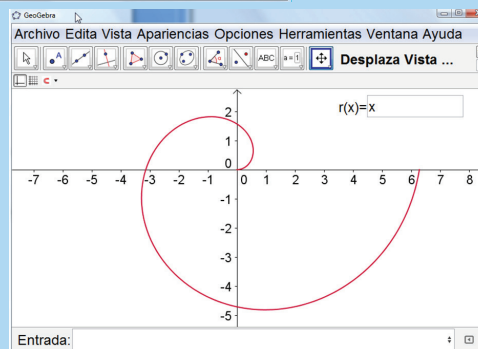 GeoGebra
Archivo Edita Vista Apariencias Opciones Herramientas Ventana Ayuda
A ABC a=1 Desplaza Vista ...
r(x)= x
2
1
0
-7 -6 -5 -4 -3 -2 -1 0 1 2 3 4 5 6 7 8
-1
-2
-3
-4
-5
Entrada: